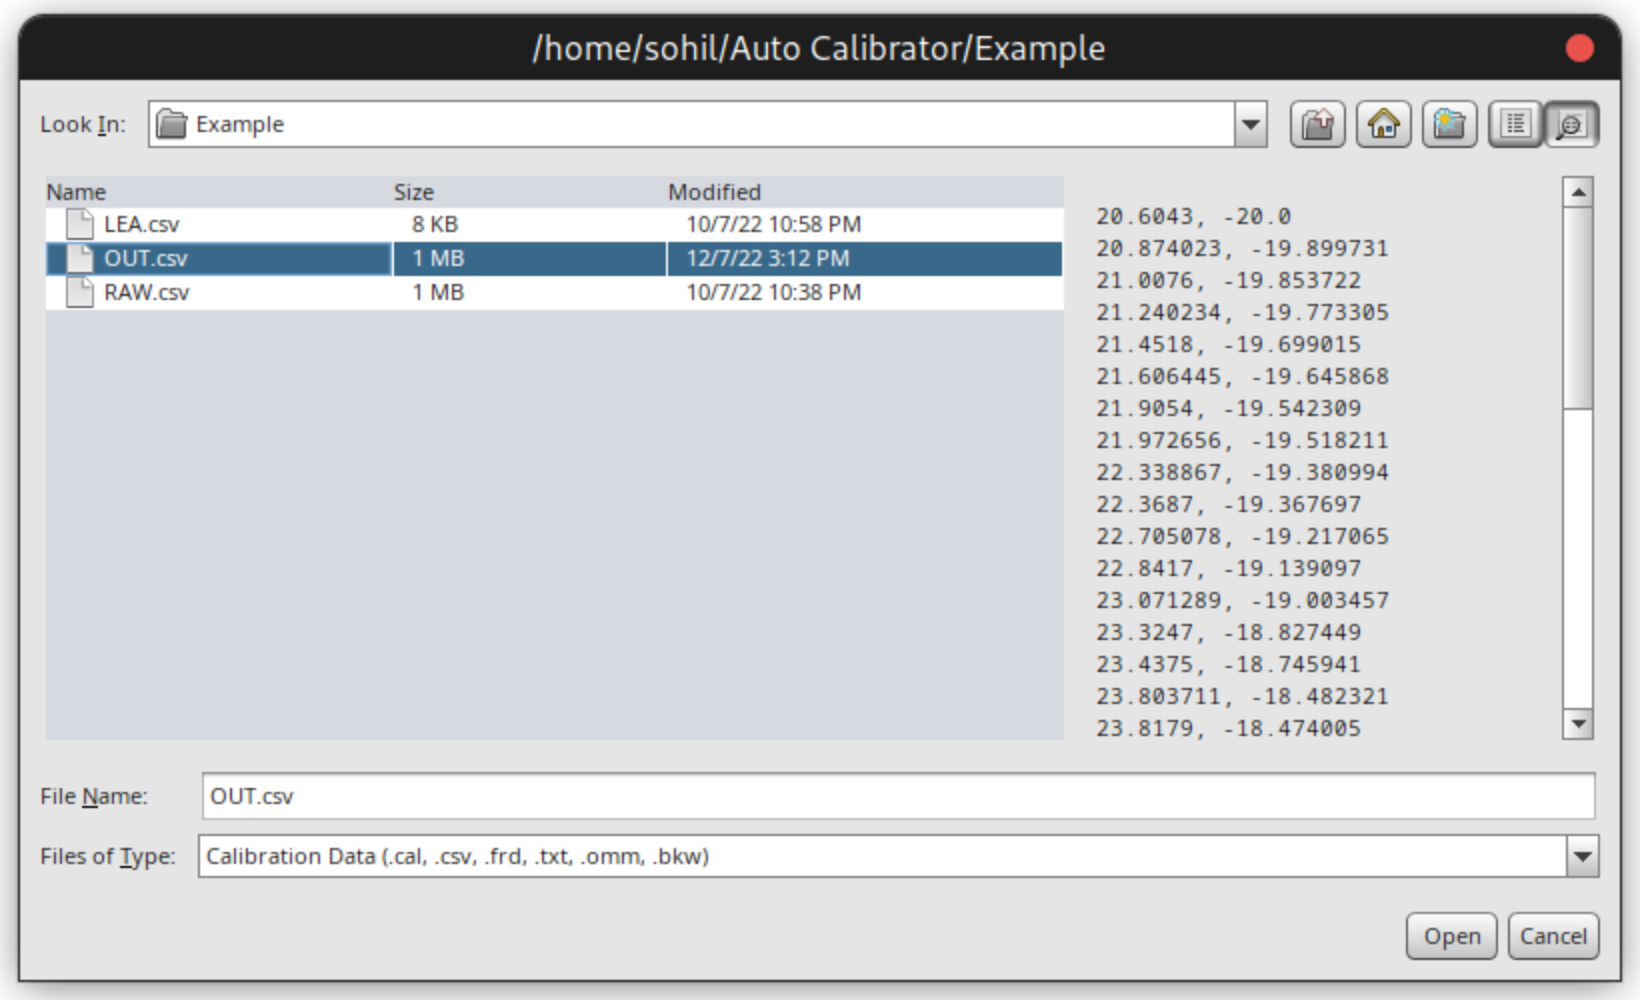 /home/sohil/Auto Calibrator/Example
Look In: Example
Name Size Modified
LEA.csv 8 KB 10/7/22 10:58 PM
OUT.csv 1 MB 12/7/22 3:12 PM
RAW.csv 1 MB 10/7/22 10:38 PM
20.6043, -20.0
20.874023, -19.899731
21.0076, -19.853722
21.240234, -19.773305
21.4518, -19.699015
21.606445, -19.645868
21.9054, -19.542309
21.972656, -19.518211
22.338867, -19.380994
22.3687, -19.367697
22.705078, -19.217065
22.8417, -19.139097
23.071289, -19.003457
23.3247, -18.827449
23.4375, -18.745941
23.803711, -18.482321
23.8179, -18.474005
File Name: OUT.csv
Files of Type: Calibration Data (.cal, .csv, .frd, .txt, .omm, .bkw)
Open Cancel